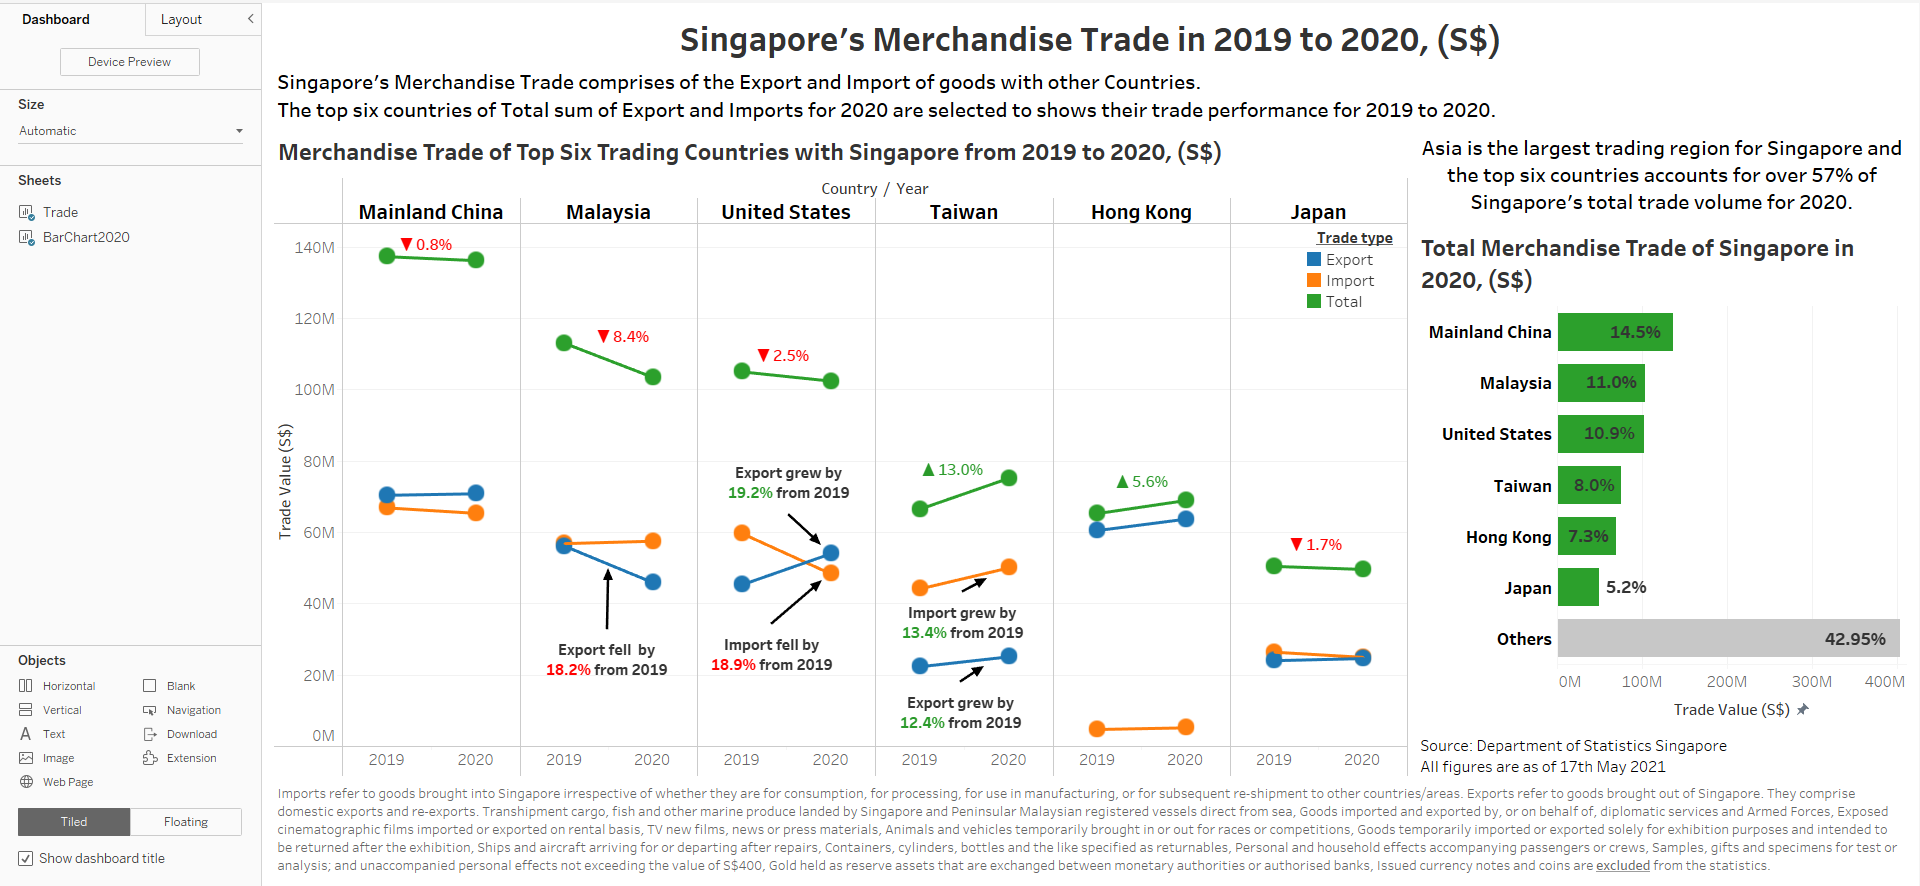 Dashboard
Layout
Device Preview
Size
Automatic
Sheets
Trade
BarChart2020
Objects
Horizontal
Blank
Vertical
Navigation
Text
Download
Image
Extension
Web Page
Tiled
Floating
Show dashboard title
Singapore's Merchandise Trade in 2019 to 2020, (S$)
Singapore's Merchandise Trade comprises of the Export and Import of goods with other Countries.
The top six countries of Total sum of Export and Imports for 2020 are selected to shows their trade performance for 2019 to 2020.
Merchandise Trade of Top Six Trading Countries with Singapore from 2019 to 2020, (S$)
Country / Year
Mainland China
Malaysia
United States
Taiwan
Hong Kong
Japan
Trade type
Export
Import
Total
Trade Value (S$)
140M
120M
100M
80M
60M
40M
20M
0M
▼0.8%
▼8.4%
▼2.5%
▲13.0%
▲5.6%
▼1.7%
Export grew by
19.2% from 2019
Export fell by
18.2% from 2019
Import fell by
18.9% from 2019
Import grew by
13.4% from 2019
Export grew by
12.4% from 2019
2019 2020 2019 2020 2019 2020 2019 2020 2019 2020 2019 2020
Asia is the largest trading region for Singapore and
the top six countries accounts for over 57% of
Singapore's total trade volume for 2020.
Total Merchandise Trade of Singapore in
2020, (S$)
Mainland China 14.5%
Malaysia 11.0%
United States 10.9%
Taiwan 8.0%
Hong Kong 7.3%
Japan 5.2%
Others 42.95%
0M 100M 200M 300M 400M
Trade Value (S$)
Source: Department of Statistics Singapore
All figures are as of 17th May 2021
Imports refer to goods brought into Singapore irrespective of whether they are for consumption, for processing, for use in manufacturing, or for subsequent re-shipment to other countries/areas. Exports refer to goods brought out of Singapore. They comprise
domestic exports and re-exports. Transhipment cargo, fish and other marine produce landed by Singapore and Peninsular Malaysian registered vessels direct from sea, Goods imported and exported by, or on behalf of, diplomatic services and Armed Forces, Exposed
cinematographic films imported or exported on rental basis, TV new films, news or press materials, Animals and vehicles temporarily brought in or out for races or competitions, Goods temporarily imported or exported solely for exhibition purposes and intended to
be returned after the exhibition, Ships and aircraft arriving for or departing after repairs, Containers, cylinders, bottles and the like specified as returnables, Personal and household effects accompanying passengers or crews, Samples, gifts and specimens for test or
analysis; and unaccompanied personal effects not exceeding the value of S$400, Gold held as reserve assets that are exchanged between monetary authorities or authorised banks, Issued currency notes and coins are excluded from the statistics.